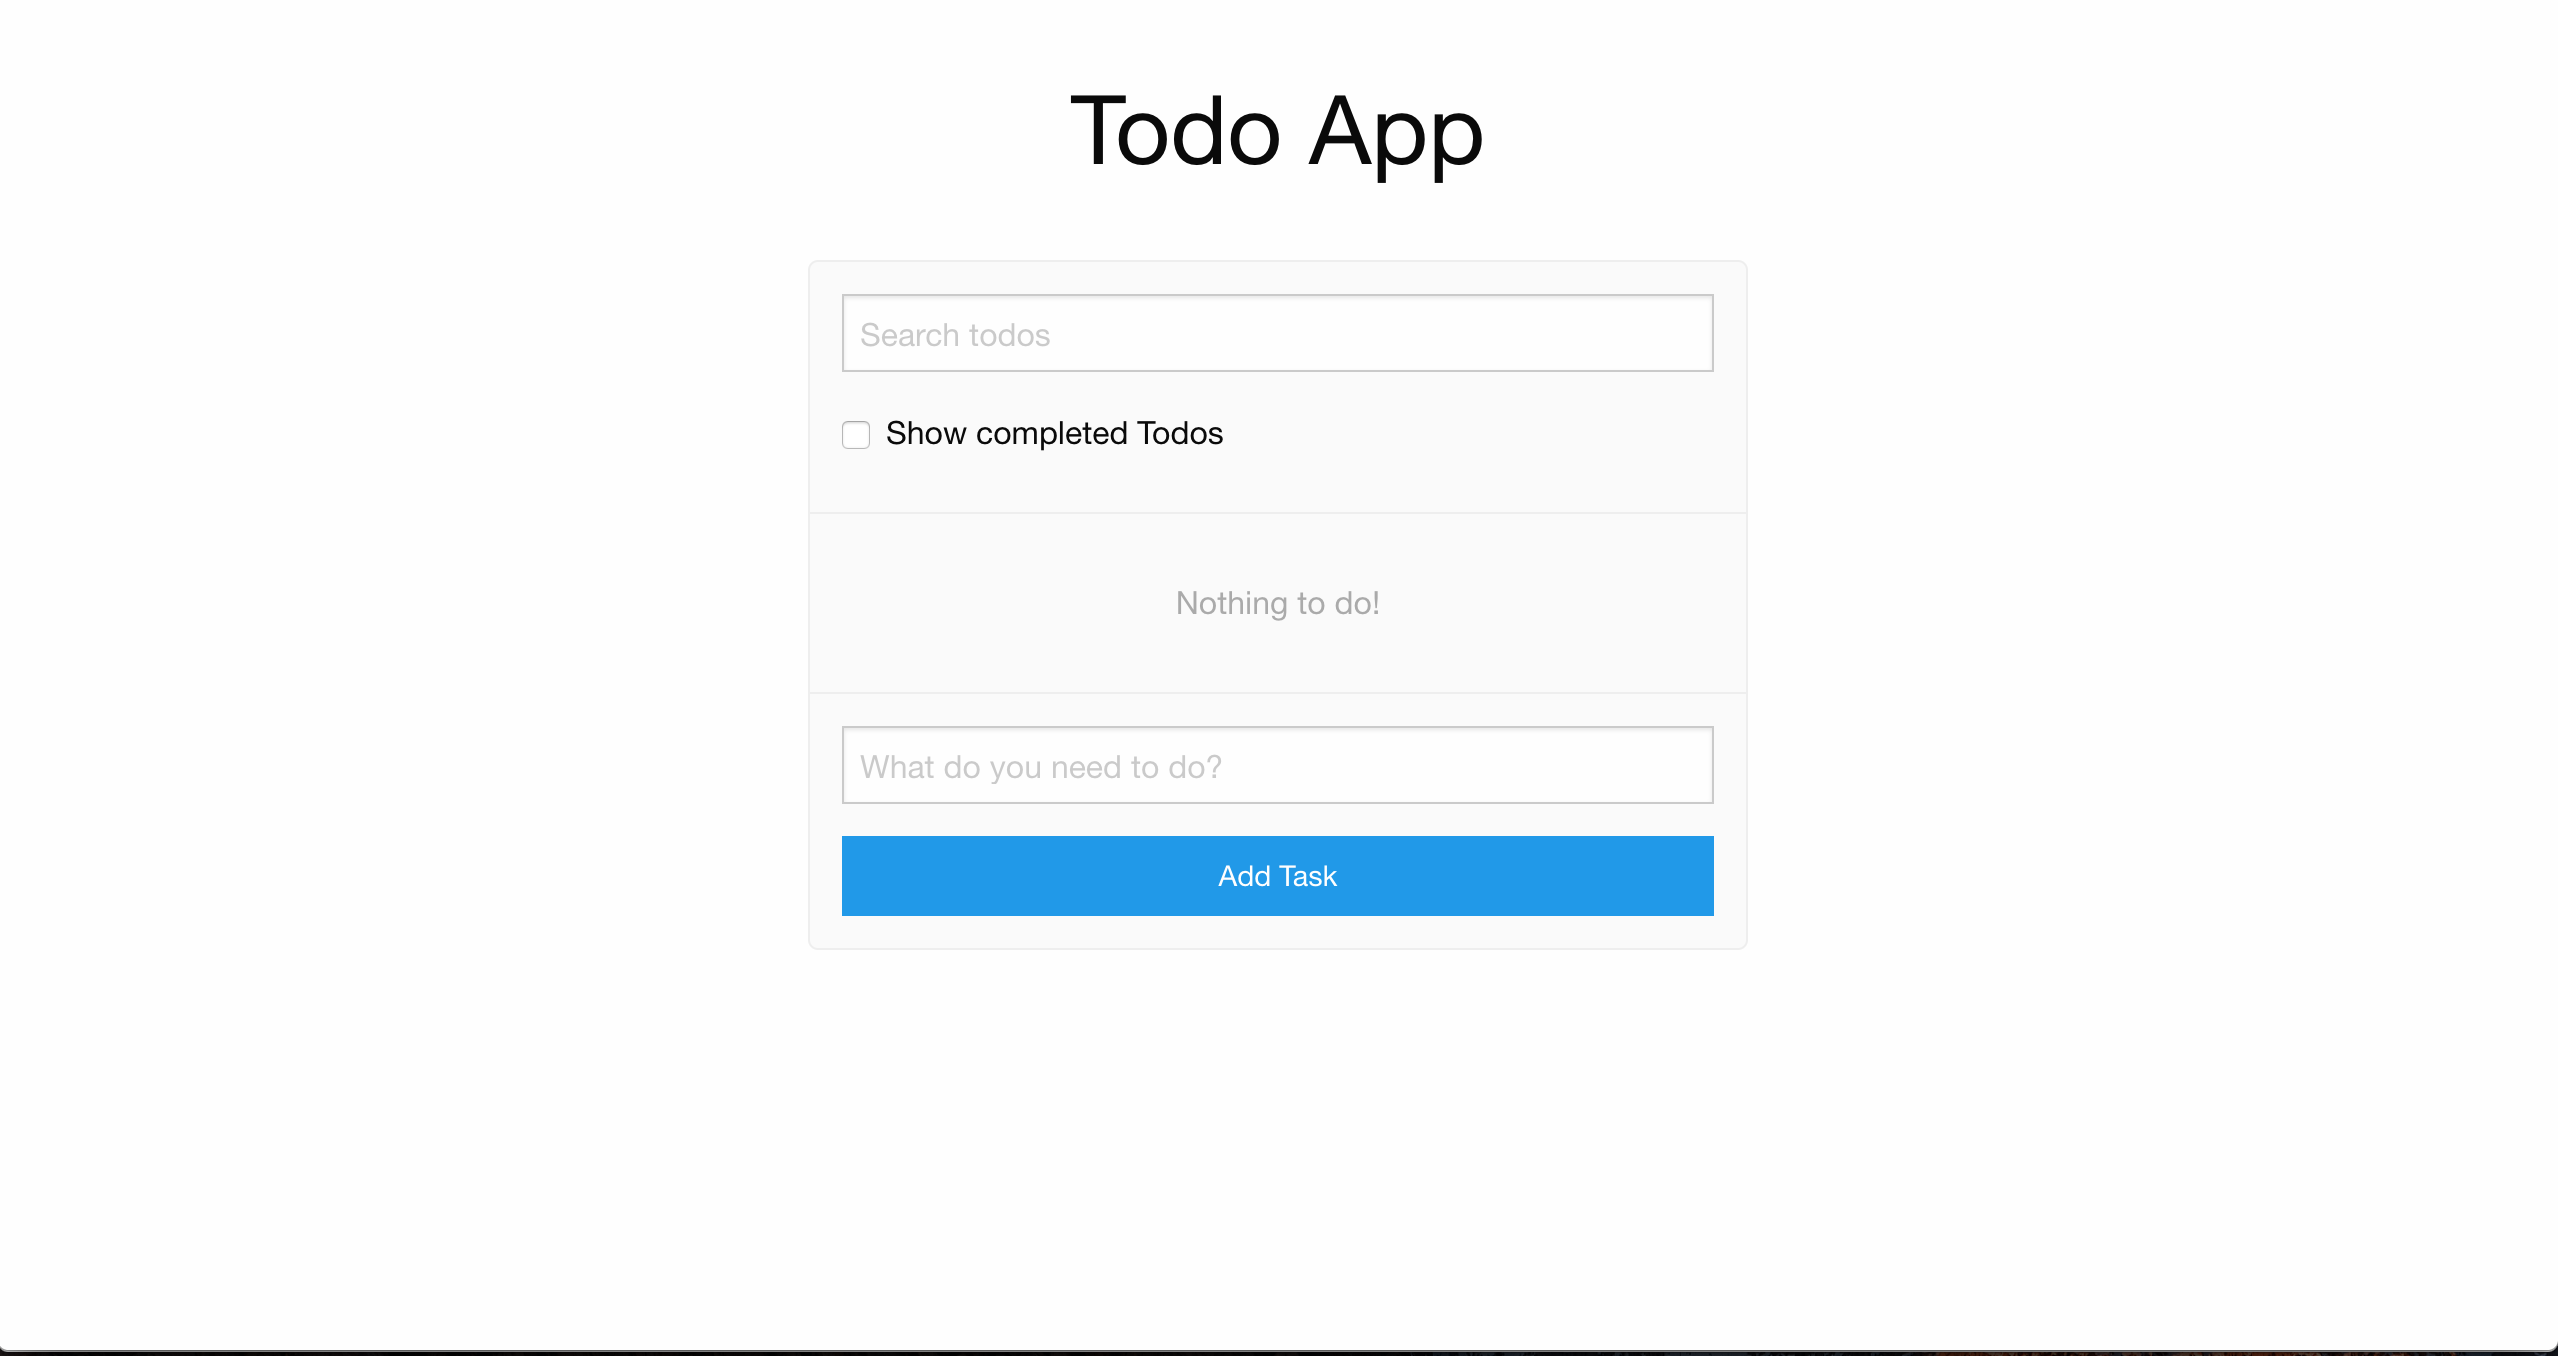 Todo App
Search todos
Show completed Todos
Nothing to do!
What do you need to do?
Add Task